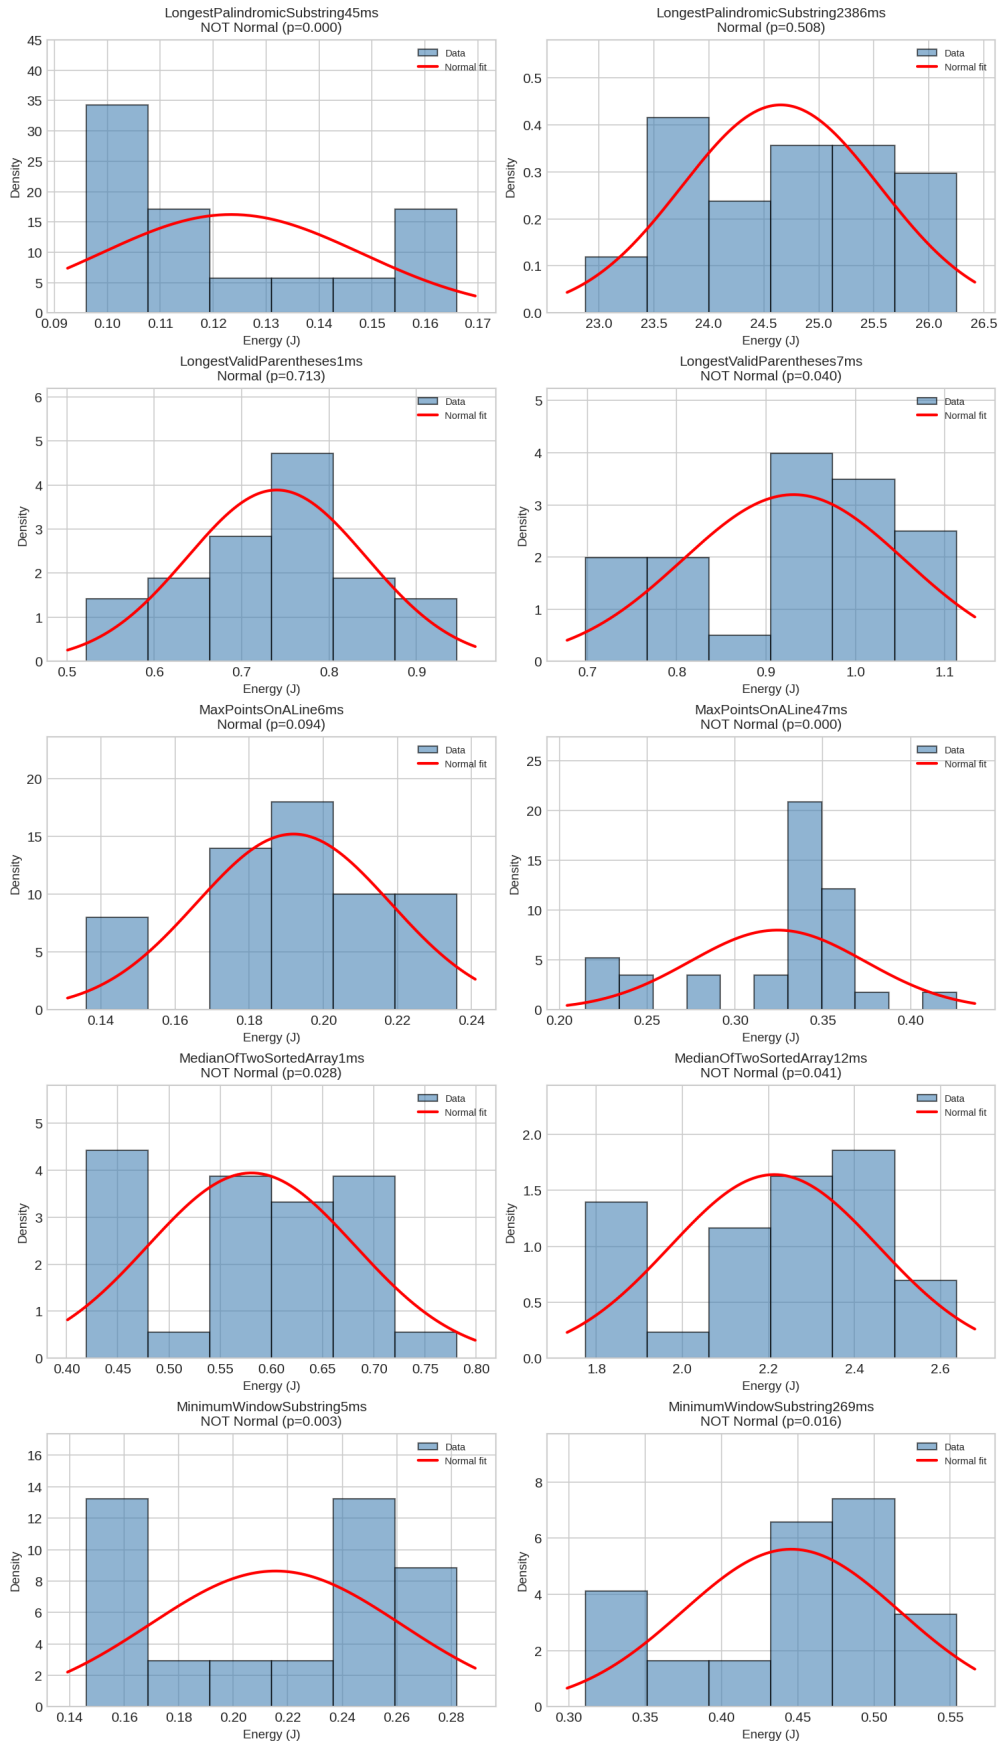 LongestPalindromicSubstring45ms
NOT Normal (p=0.000)
Data
Normal fit
45
40
35
30
25
20
15
10
5
0
Density
0.09 0.10 0.11 0.12 0.13 0.14 0.15 0.16 0.17
Energy (J)
LongestPalindromicSubstring2386ms
Normal (p=0.508)
Data
Normal fit
0.5
0.4
0.3
0.2
0.1
0.0
Density
23.0 23.5 24.0 24.5 25.0 25.5 26.0 26.5
Energy (J)
LongestValidParentheses1ms
Normal (p=0.713)
Data
Normal fit
6
5
4
3
2
1
0
Density
0.5 0.6 0.7 0.8 0.9
Energy (J)
LongestValidParentheses7ms
NOT Normal (p=0.040)
Data
Normal fit
5
4
3
2
1
0
Density
0.7 0.8 0.9 1.0 1.1
Energy (J)
MaxPointsOnALine6ms
Normal (p=0.094)
Data
Normal fit
20
15
10
5
0
Density
0.14 0.16 0.18 0.20 0.22 0.24
Energy (J)
MaxPointsOnALine47ms
NOT Normal (p=0.000)
Data
Normal fit
25
20
15
10
5
0
Density
0.20 0.25 0.30 0.35 0.40
Energy (J)
MedianOfTwoSortedArray1ms
NOT Normal (p=0.028)
Data
Normal fit
5
4
3
2
1
0
Density
0.40 0.45 0.50 0.55 0.60 0.65 0.70 0.75 0.80
Energy (J)
MedianOfTwoSortedArray12ms
NOT Normal (p=0.041)
Data
Normal fit
2.0
1.5
1.0
0.5
0.0
Density
1.8 2.0 2.2 2.4 2.6
Energy (J)
MinimumWindowSubstring5ms
NOT Normal (p=0.003)
Data
Normal fit
16
14
12
10
8
6
4
2
0
Density
0.14 0.16 0.18 0.20 0.22 0.24 0.26 0.28
Energy (J)
MinimumWindowSubstring269ms
NOT Normal (p=0.016)
Data
Normal fit
8
6
4
2
0
Density
0.30 0.35 0.40 0.45 0.50 0.55
Energy (J)